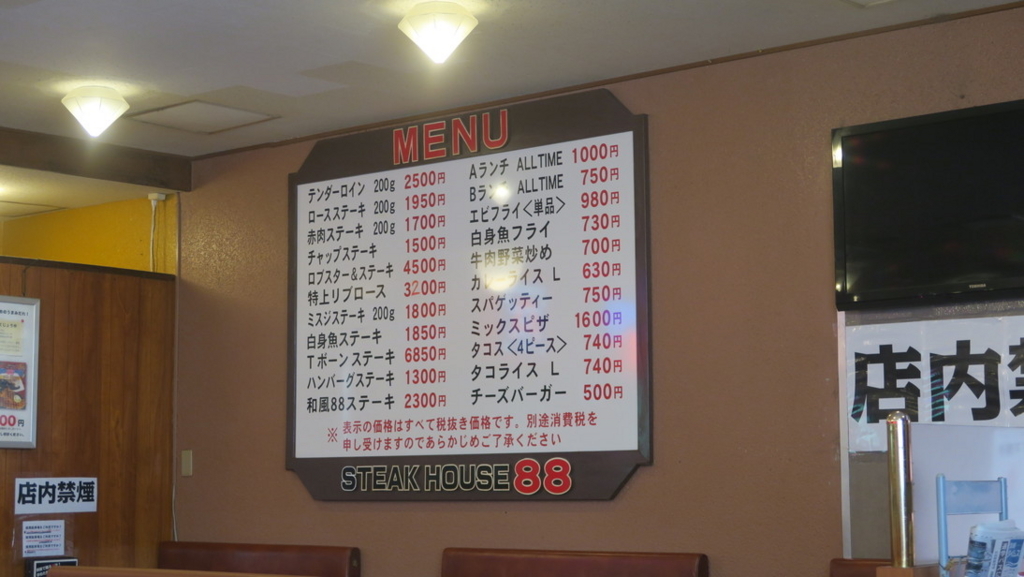 MENU
テンダーロイン 200g 2500円
ロースステーキ 200g 1950円
赤肉ステーキ 200g 1700円
チャップステーキ 1500円
ロブスター&ステーキ 4500円
特上リブロース 3200円
ミスジステーキ 200g 1800円
白身魚ステーキ 1850円
Tボーンステーキ 6850円
ハンバーグステーキ 1300円
和風88ステーキ 2300円
Aランチ ALLTIME 1000円
Bランチ ALLTIME 750円
エビフライ<単品> 980円
白身魚フライ 730円
牛肉野菜炒め 700円
カレーライス L 630円
スパゲッティー 750円
ミックスピザ 1600円
タコス<4ピース> 740円
タコライス L 740円
チーズバーガー 500円
※ 表示の価格はすべて税抜き価格です。別途消費税を
申し受けますのであらかじめご了承ください
STEAK HOUSE 88
店内禁煙
店内禁
00円